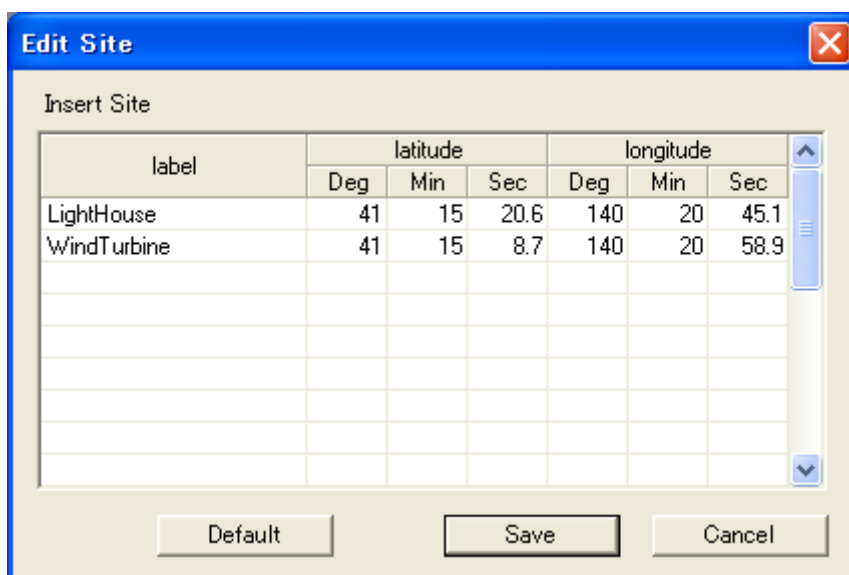 Edit Site
Insert Site
label latitude longitude
Deg Min Sec Deg Min Sec
LightHouse 41 15 20.6 140 20 45.1
WindTurbine 41 15 8.7 140 20 58.9
Default Save Cancel